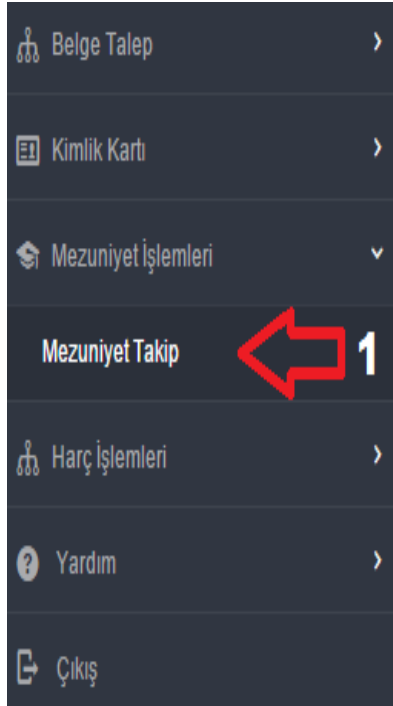 Belge Talep
Kimlik Kartı
Mezuniyet İşlemleri
Mezuniyet Takip 1
Harç İşlemleri
Yardım
Çıkış